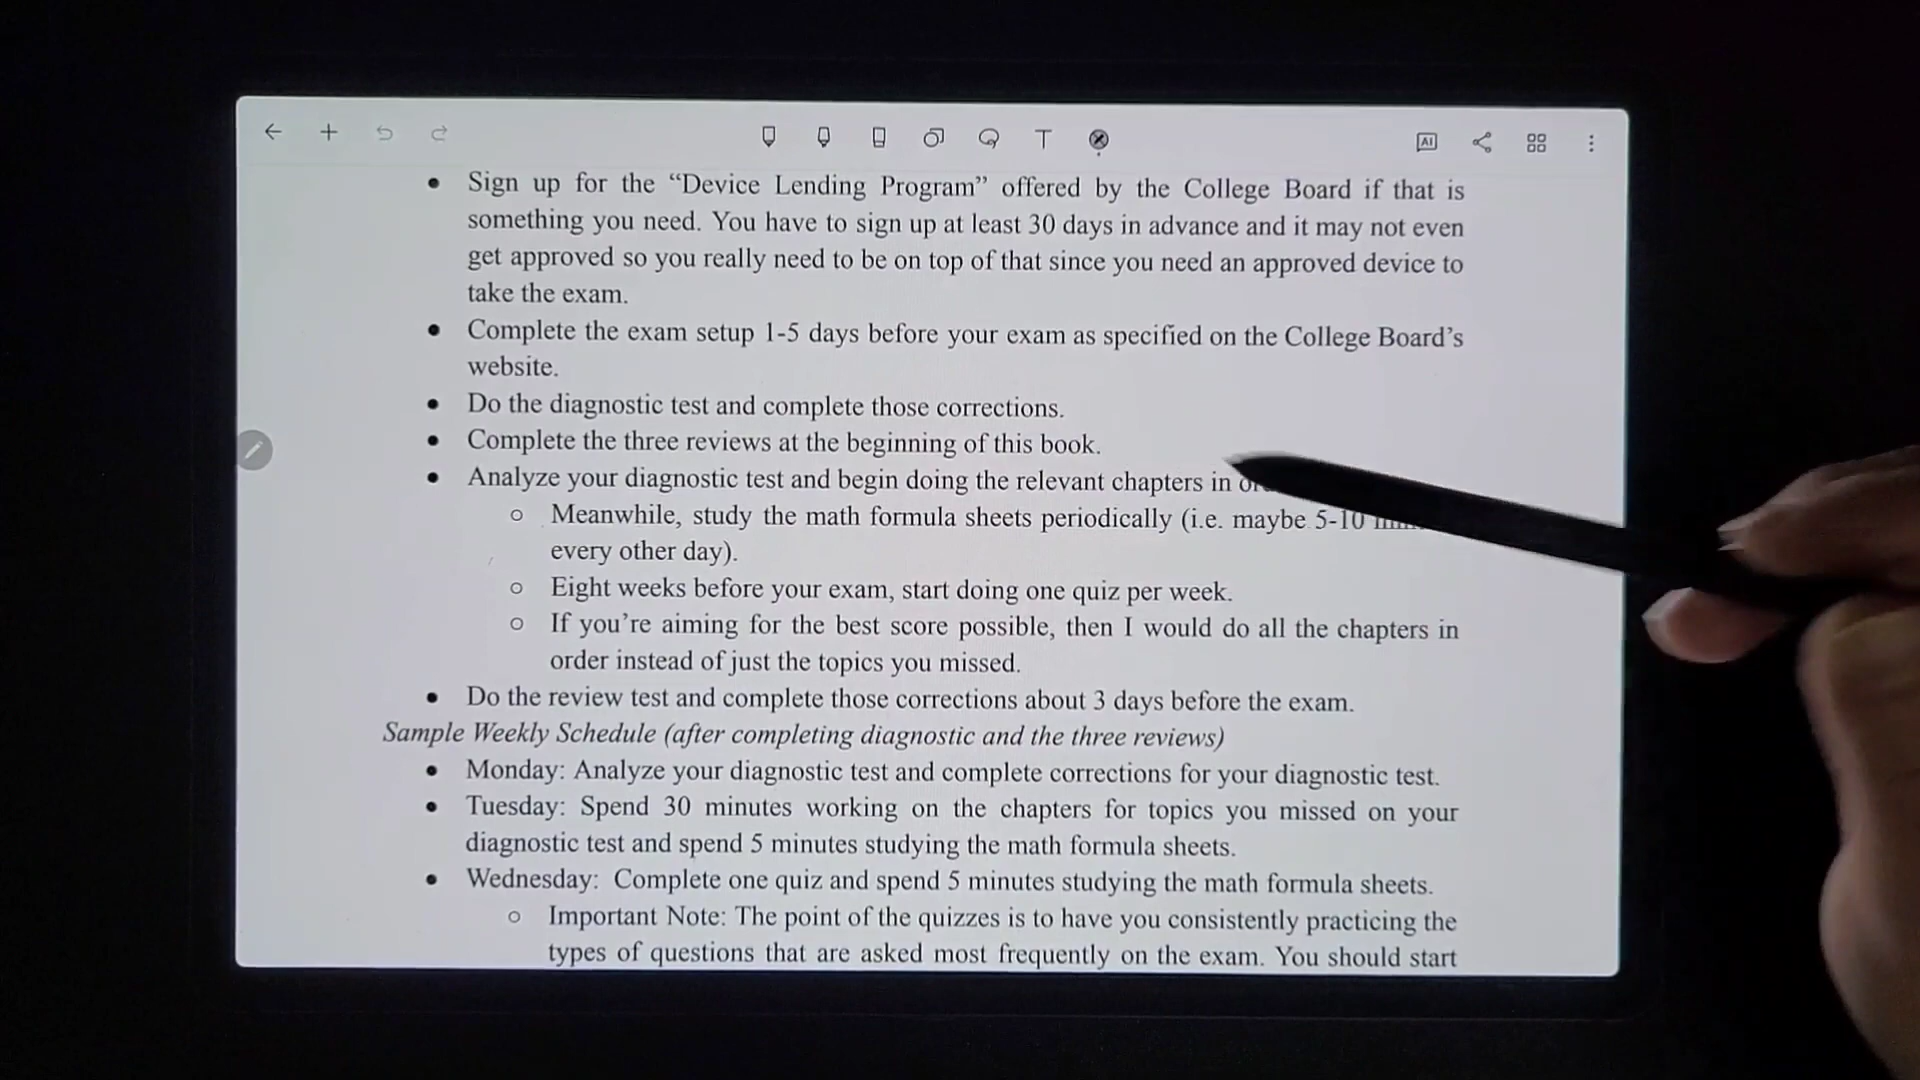 T
AI
● Sign up for the “Device Lending Program” offered by the College Board if that is
something you need. You have to sign up at least 30 days in advance and it may not even
get approved so you really need to be on top of that since you need an approved device to
take the exam.
● Complete the exam setup 1-5 days before your exam as specified on the College Board’s
website.
● Do the diagnostic test and complete those corrections.
● Complete the three reviews at the beginning of this book.
● Analyze your diagnostic test and begin doing the relevant chapters in
○ Meanwhile, study the math formula sheets periodically (i.e. maybe 5-10
every other day).
○ Eight weeks before your exam, start doing one quiz per week.
○ If you’re aiming for the best score possible, then I would do all the chapters in
order instead of just the topics you missed.
● Do the review test and complete those corrections about 3 days before the exam.
Sample Weekly Schedule (after completing diagnostic and the three reviews)
● Monday: Analyze your diagnostic test and complete corrections for your diagnostic test.
● Tuesday: Spend 30 minutes working on the chapters for topics you missed on your
diagnostic test and spend 5 minutes studying the math formula sheets.
● Wednesday: Complete one quiz and spend 5 minutes studying the math formula sheets.
○ Important Note: The point of the quizzes is to have you consistently practicing the
types of questions that are asked most frequently on the exam. You should start